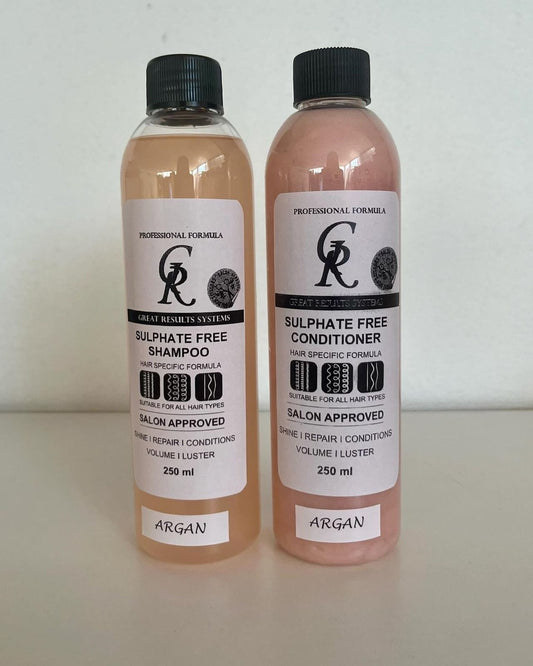 PROFESSIONAL FORMULA
GR
GREAT RESULTS SYSTEMS
SULPHATE FREE
SHAMPOO
HAIR SPECIFIC FORMULA
SUITABLE FOR ALL HAIR TYPES
SALON APPROVED
SHINE I REPAIR I CONDITIONS
VOLUME I LUSTER
250 ml
ARGAN
PROFESSIONAL FORMULA
GR
GREAT RESULTS SYSTEMS
SULPHATE FREE
CONDITIONER
HAIR SPECIFIC FORMULA
SUITABLE FOR ALL HAIR TYPES
SALON APPROVED
SHINE I REPAIR I CONDITIONS
VOLUME I LUSTER
250 ml
ARGAN